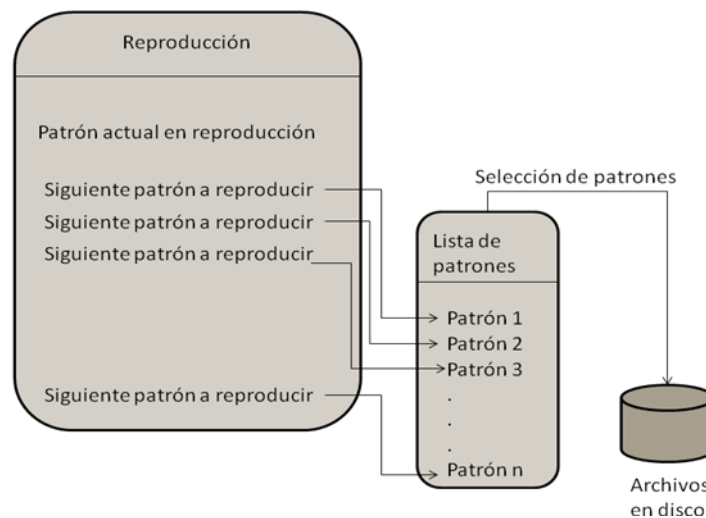 Reproducción
Patrón actual en reproducción
Siguiente patrón a reproducir
Siguiente patrón a reproducir
Siguiente patrón a reproducir
Siguiente patrón a reproducir
Selección de patrones
Lista de
patrones
Patrón 1
Patrón 2
Patrón 3
.
.
.
Patrón n
Archivos
en disco